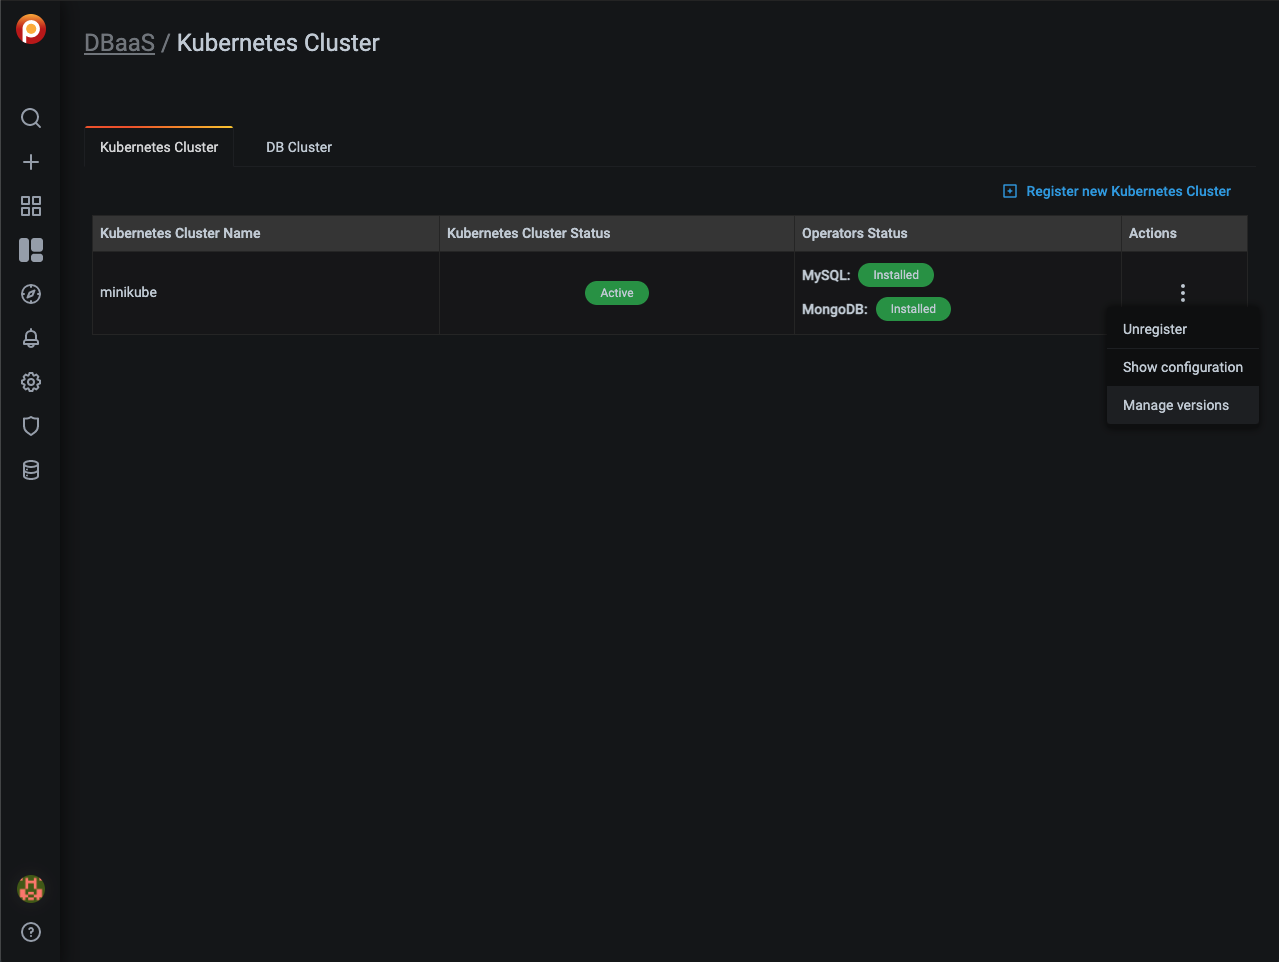 DBaaS / Kubernetes Cluster
Kubernetes Cluster DB Cluster
Register new Kubernetes Cluster
Kubernetes Cluster Name Kubernetes Cluster Status Operators Status Actions
minikube Active MySQL: Installed
MongoDB: Installed
Unregister
Show configuration
Manage versions